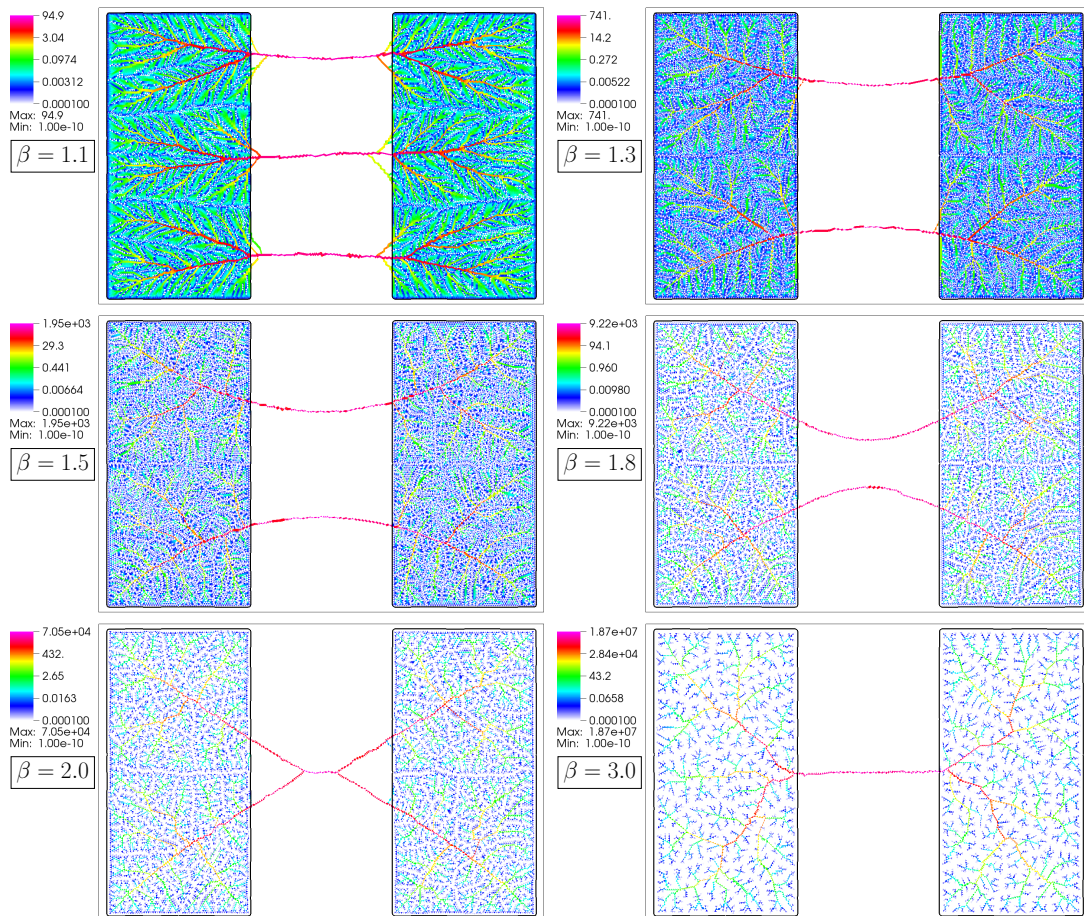 94.9
3.04
0.0974
0.00312
0.000100
Max: 94.9
Min: 1.00e-10
β = 1.1
741.
14.2
0.272
0.00522
0.000100
Max: 741.
Min: 1.00e-10
β = 1.3
1.95e+03
29.3
0.441
0.00664
0.000100
Max: 1.95e+03
Min: 1.00e-10
β = 1.5
9.22e+03
94.1
0.960
0.00980
0.000100
Max: 9.22e+03
Min: 1.00e-10
β = 1.8
7.05e+04
432.
2.65
0.0163
0.000100
Max: 7.05e+04
Min: 1.00e-10
β = 2.0
1.87e+07
2.84e+04
43.2
0.0658
0.000100
Max: 1.87e+07
Min: 1.00e-10
β = 3.0